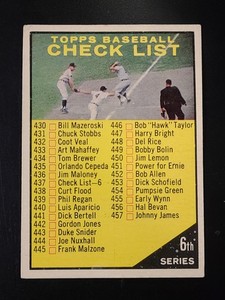 TOPPS BASEBALL
CHECK LIST
430 Bill Mazeroski
431 Chuck Stobbs
432 Coot Veal
433 Art Mahaffey
434 Tom Brewer
435 Orlando Cepeda
436 Jim Maloney
437 Check List—6
438 Curt Flood
439 Phil Regan
440 Luis Aparicio
441 Dick Bertell
442 Gordon Jones
443 Duke Snider
444 Joe Nuxhall
445 Frank Malzone
446 Bob "Hawk" Taylor
447 Harry Bright
448 Del Rice
449 Bobby Bolin
450 Jim Lemon
451 Power for Ernie
452 Bob Allen
453 Dick Schofield
454 Pumpsie Green
455 Early Wynn
456 Hal Bevan
457 Johnny James
6th
SERIES